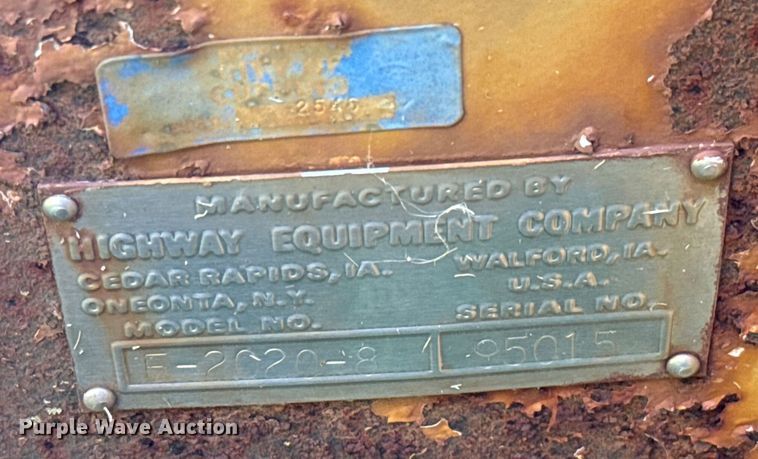 2540
MANUFACTURED BY
HIGHWAY EQUIPMENT COMPANY
CEDAR RAPIDS, IA. WALFORD, IA.
ONEONTA, N.Y. U.S.A.
MODEL NO. SERIAL NO.
E-2020-8 95015
Purple Wave Auction